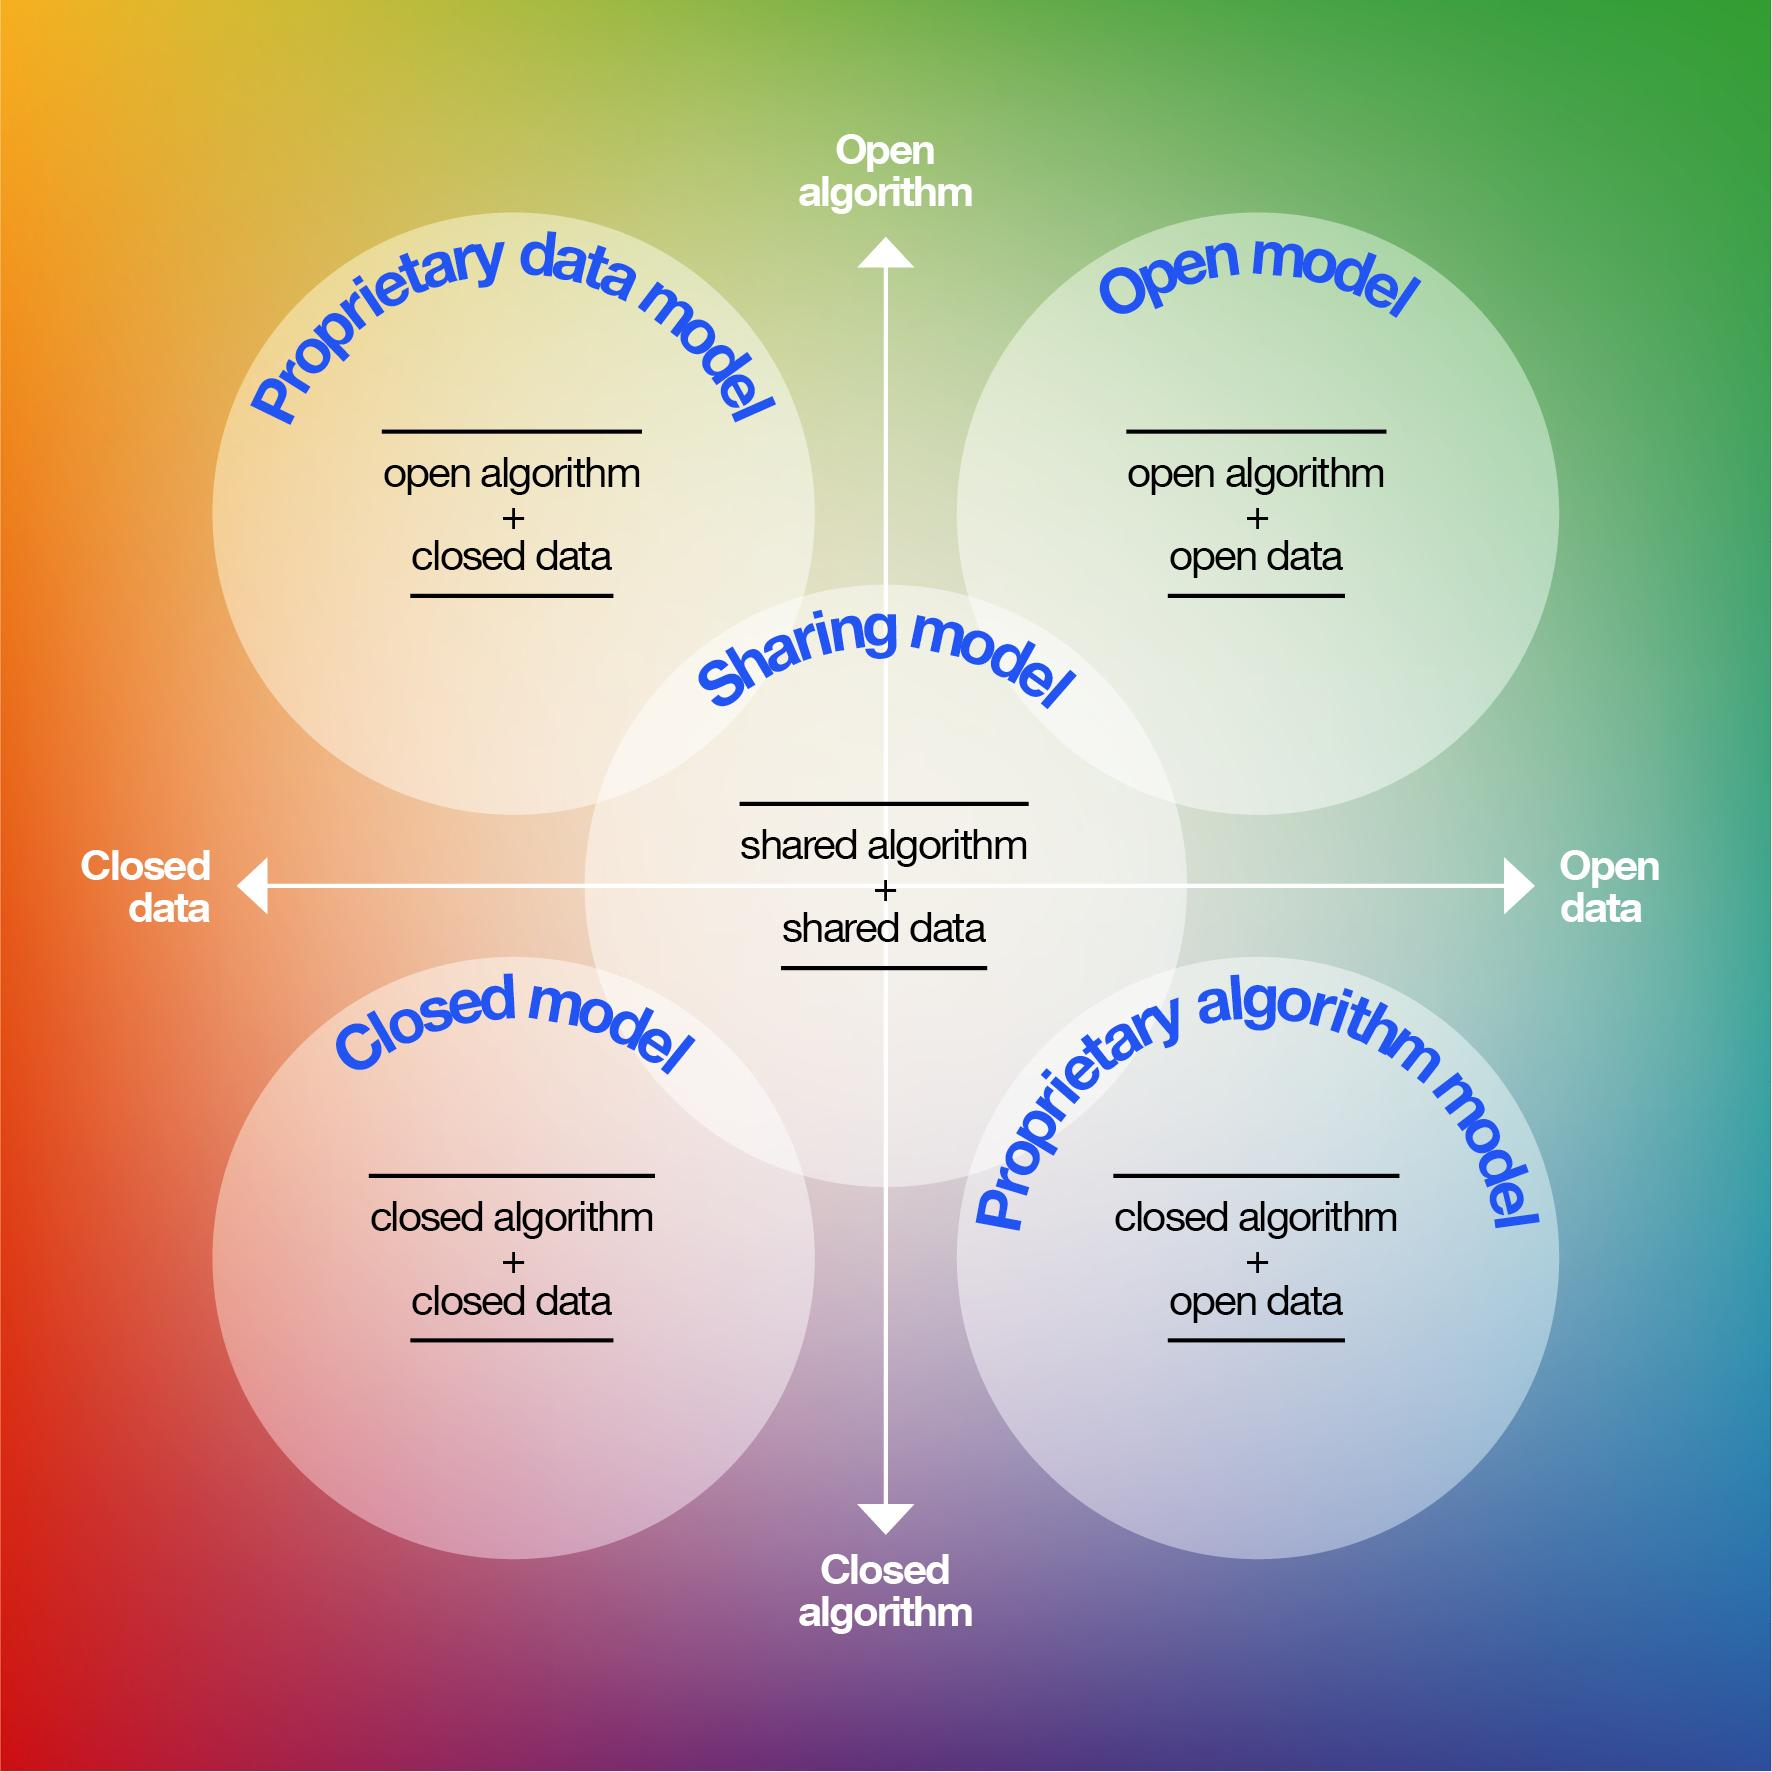 Open
algorithm
Proprietary data model
open algorithm
+
closed data
Open model
open algorithm
+
open data
Sharing model
shared algorithm
+
shared data
Closed
data
Open
data
Closed model
closed algorithm
+
closed data
Proprietary algorithm model
closed algorithm
+
open data
Closed
algorithm